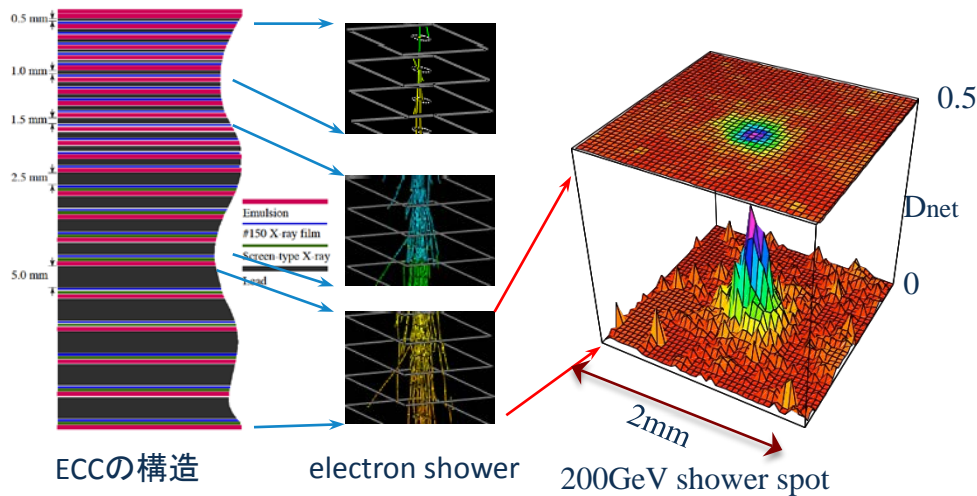 0.5 mm
1.0 mm
1.5 mm
2.5 mm
5.0 mm
Emulsion
#150 X-ray film
Screen-type X-ray
Lead
0.5
Dnet
0
2mm
ECCの構造
electron shower
200GeV shower spot